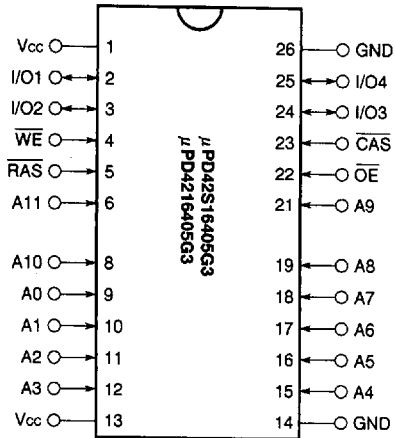 Vcc 1 26 GND
I/O1 2 25 I/O4
I/O2 3 24 I/O3
WE 4 23 CAS
RAS 5 22 OE
A11 6 21 A9
A10 8 19 A8
A0 9 18 A7
A1 10 17 A6
A2 11 16 A5
A3 12 15 A4
Vcc 13 14 GND
μPD42S16405G3
μPD4216405G3